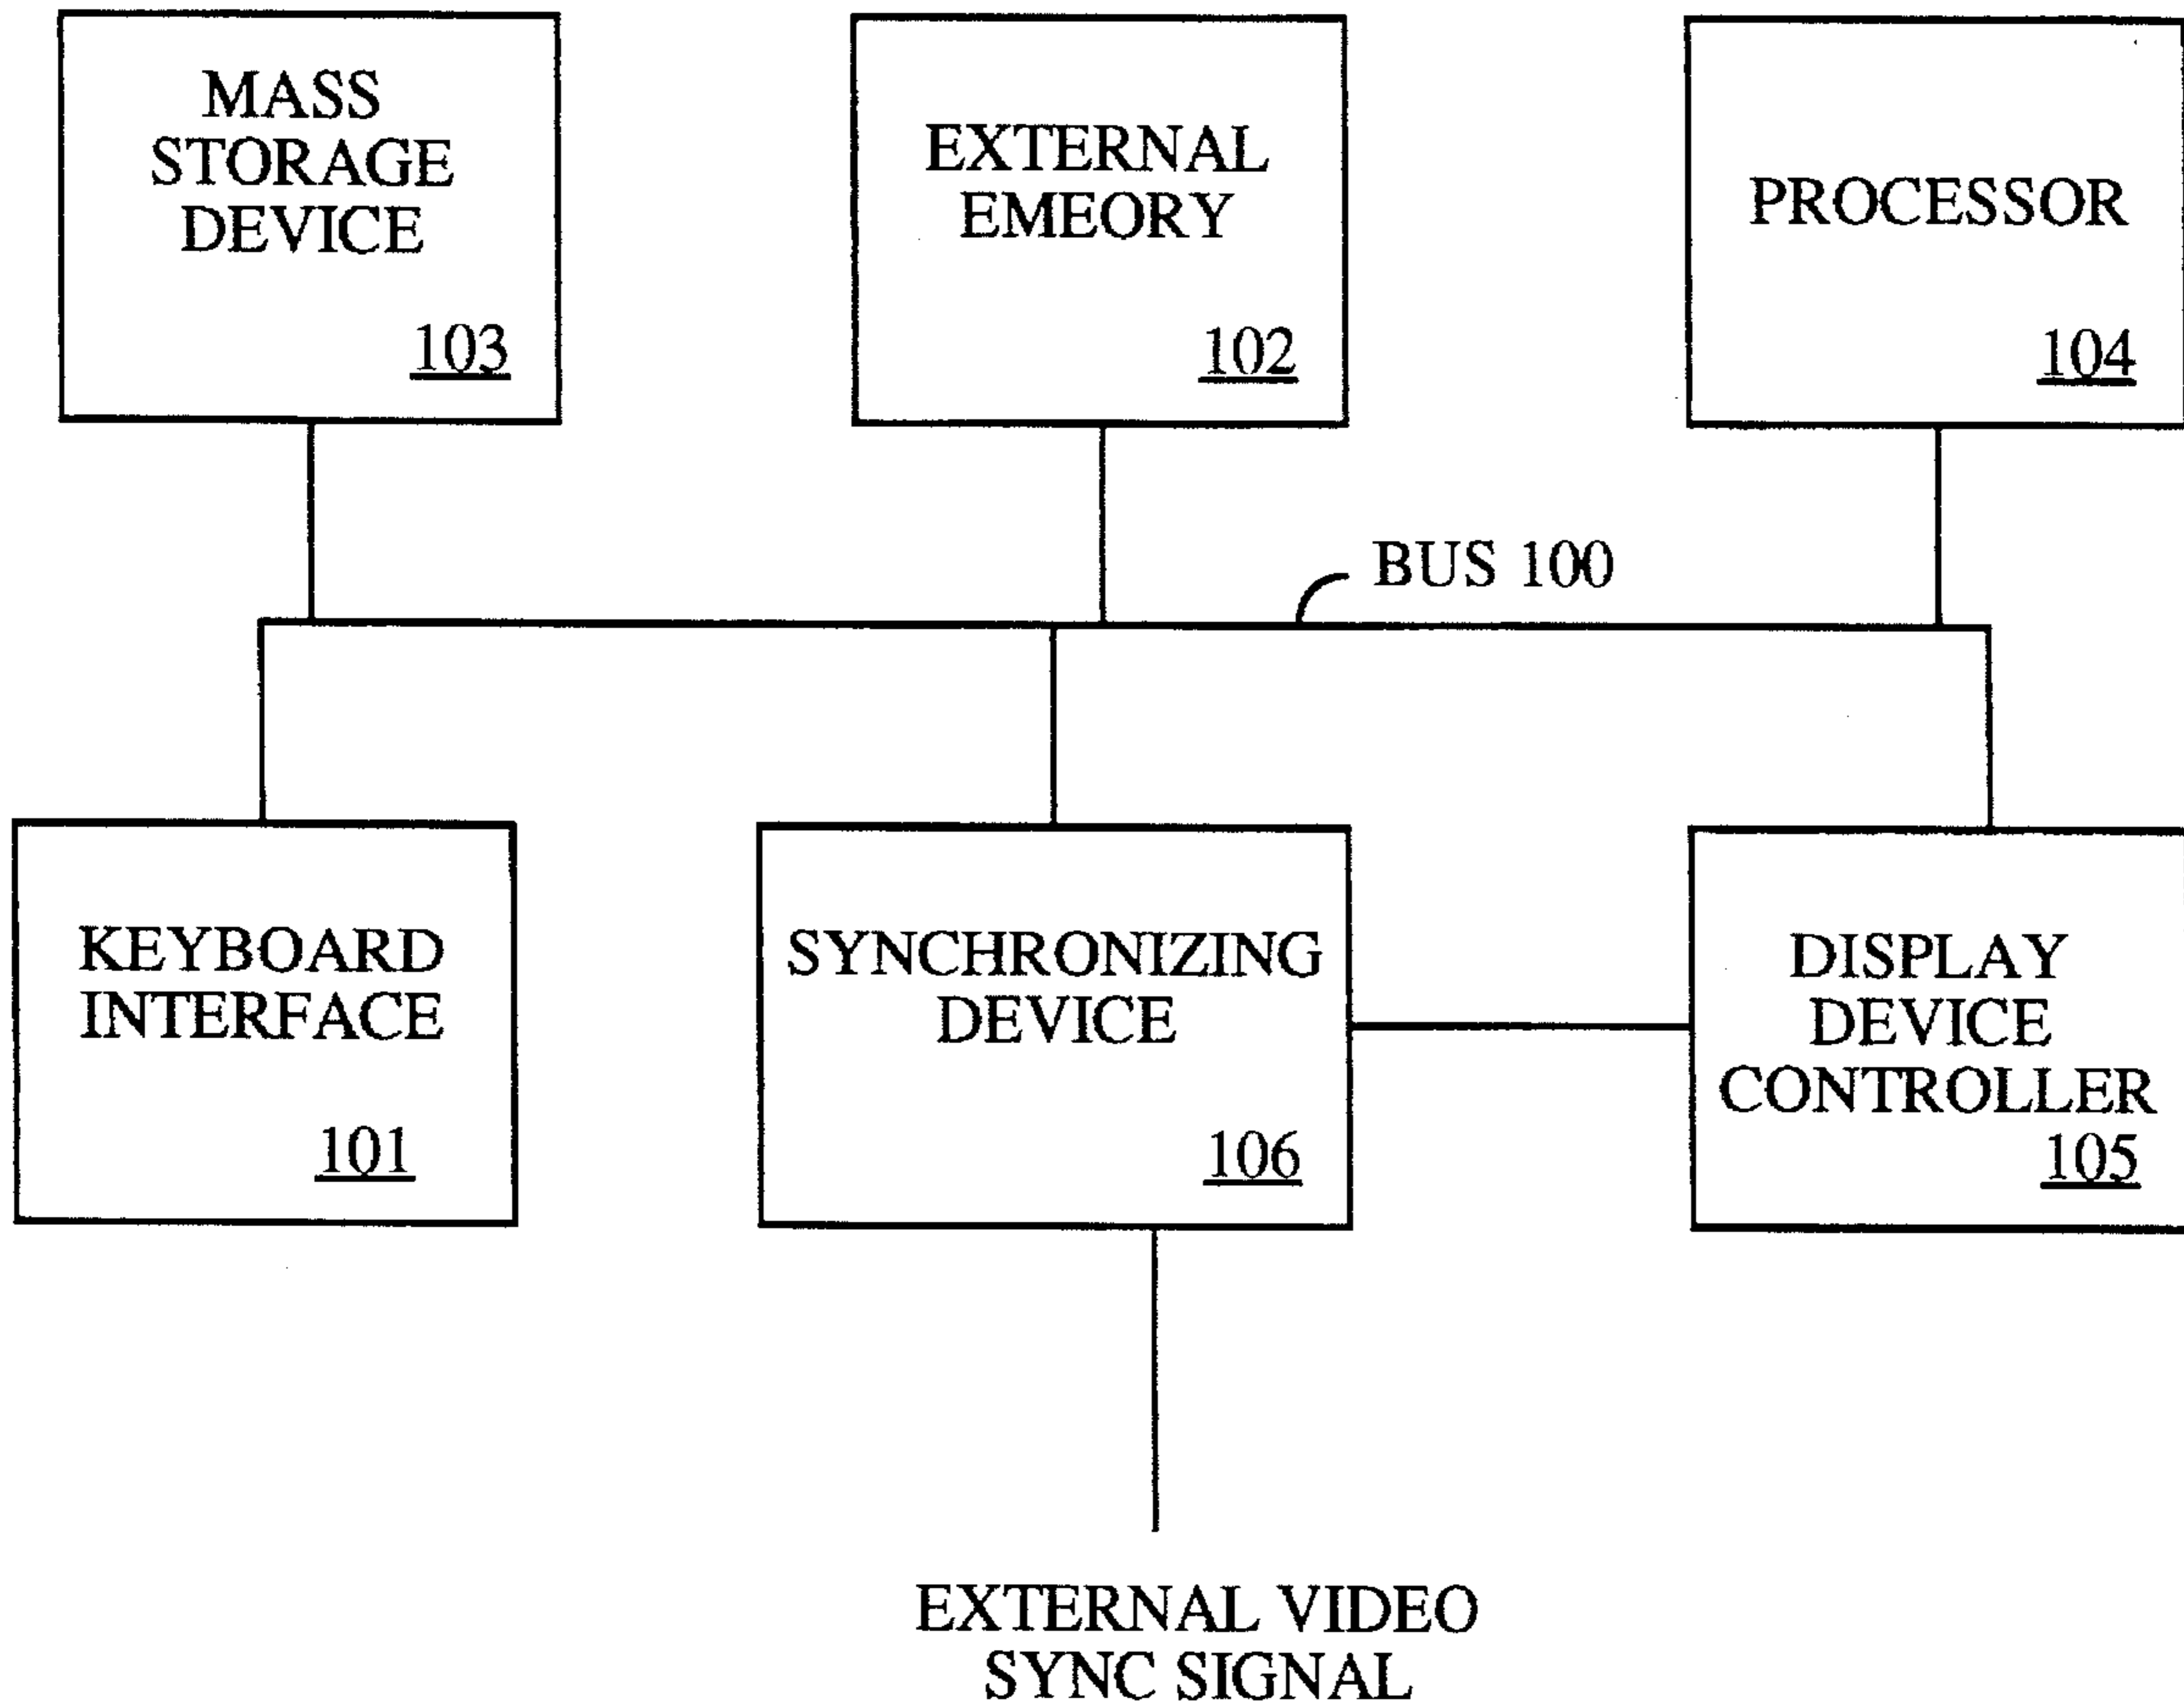 MASS
STORAGE
DEVICE
103
EXTERNAL
EMEORY
102
PROCESSOR
104
BUS 100
KEYBOARD
INTERFACE
101
SYNCHRONIZING
DEVICE
106
DISPLAY
DEVICE
CONTROLLER
105
EXTERNAL VIDEO
SYNC SIGNAL